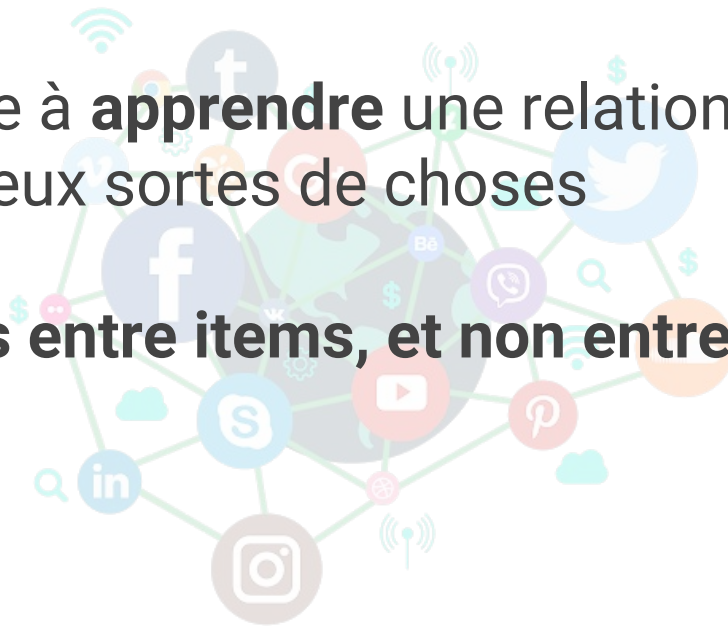 e à apprendre une relation
eux sortes de choses
s entre items, et non entre